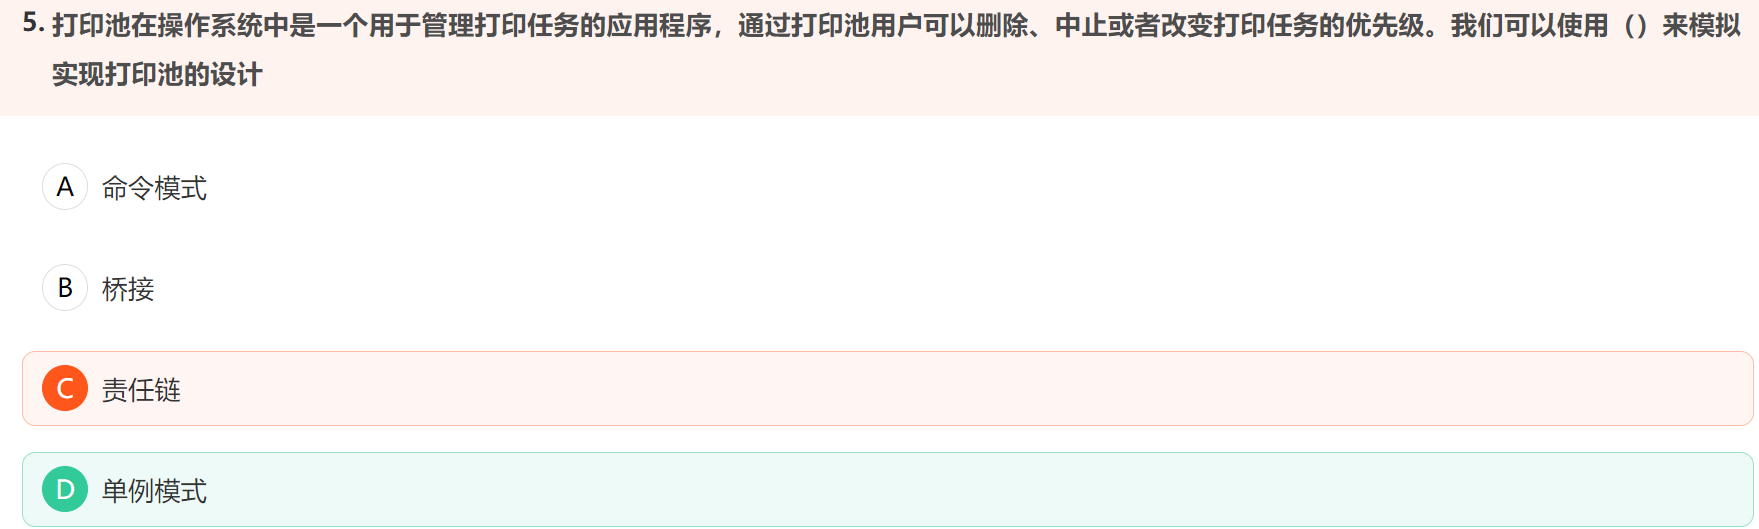 5. 打印池在操作系统中是一个用于管理打印任务的应用程序，通过打印池用户可以删除、中止或者改变打印任务的优先级。我们可以使用（）来模拟
实现打印池的设计
A 命令模式
B 桥接
C 责任链
D 单例模式